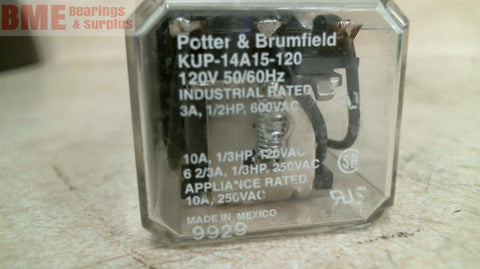 BME Bearings
& surplus
Potter & Brumfield
KUP-14A15-120
120V 50/60Hz
INDUSTRIAL RATED
3A, 1/2HP, 600VAC
10A, 1/3HP, 120VAC
6 2/3A, 1/3HP, 250VAC
APPLIANCE RATED
10A, 250VAC
MADE IN MEXICO
9929